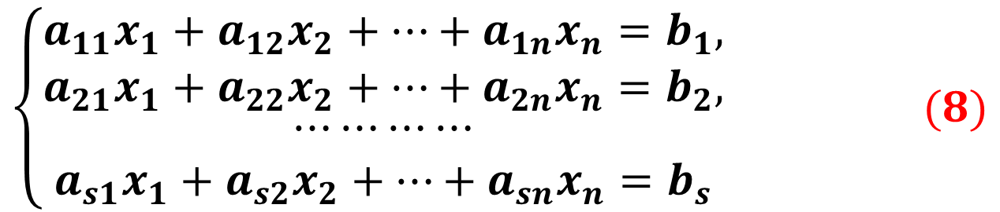 a₁₁x₁ + a₁₂x₂ + ⋯ + a₁ₙxₙ = b₁,
a₂₁x₁ + a₂₂x₂ + ⋯ + a₂ₙxₙ = b₂,
⋯ ⋯ ⋯ ⋯
(8)
aₛ₁x₁ + aₛ₂x₂ + ⋯ + aₛₙxₙ = bₛ